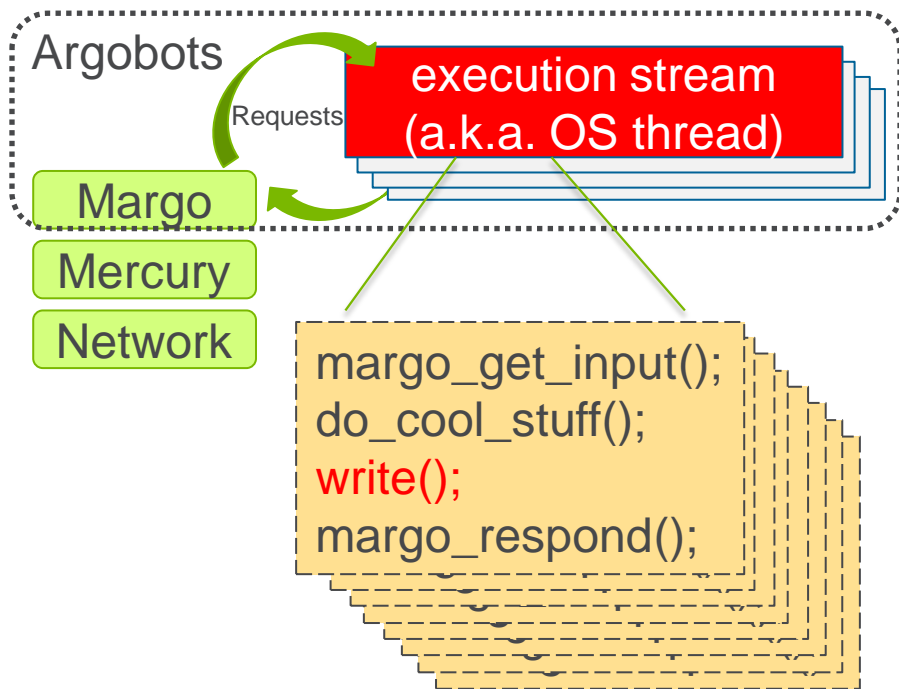 Argobots
execution stream
(a.k.a. OS thread)
Requests
Margo
Mercury
Network
margo_get_input();
do_cool_stuff();
write();
margo_respond();